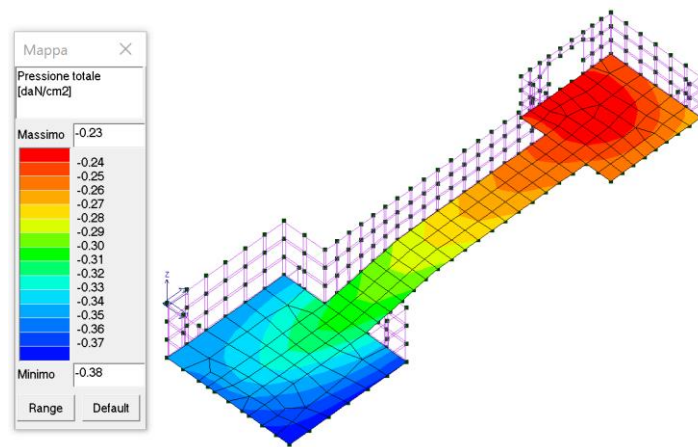 Mappa
Pressione totale
[daN/cm2]
Massimo -0.23
-0.24
-0.25
-0.26
-0.27
-0.28
-0.29
-0.30
-0.31
-0.32
-0.33
-0.34
-0.35
-0.36
-0.37
Minimo -0.38
Range Default
z